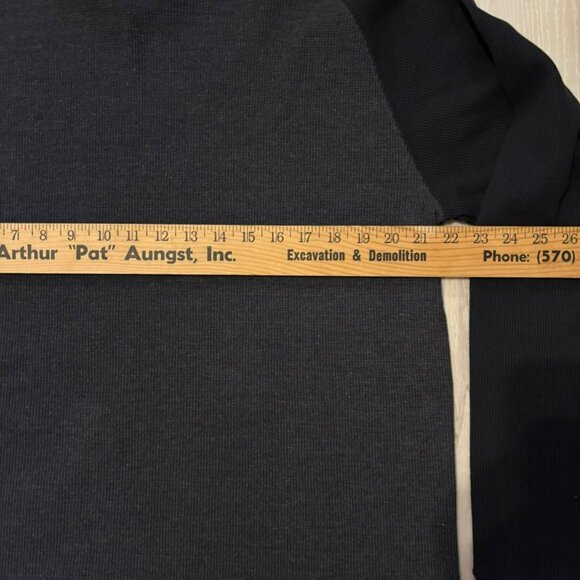 7 8 9 10 11 12 13 14 15 16 17 18 19 20 21 22 23 24 25 26
Arthur "Pat" Aungst, Inc. Excavation & Demolition Phone: (570)